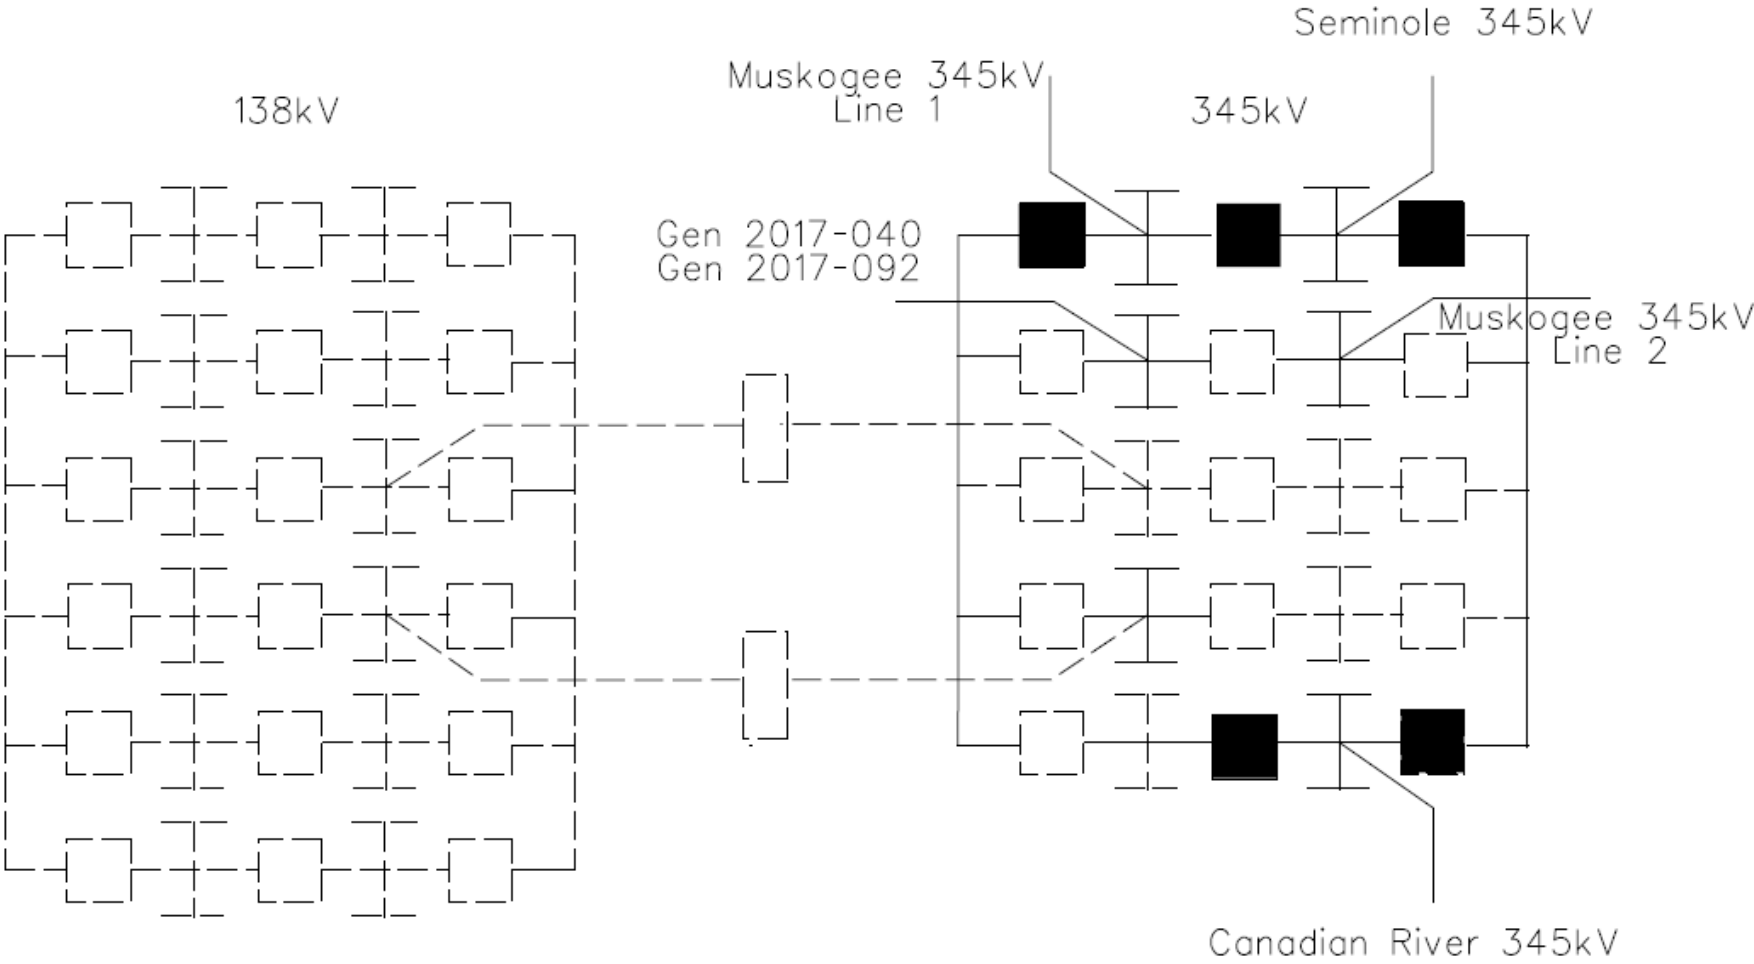 Seminole 345kV
Muskogee 345kV
Line 1
138kV
345kV
Gen 2017-040
Gen 2017-092
Muskogee 345kV
Line 2
Canadian River 345kV